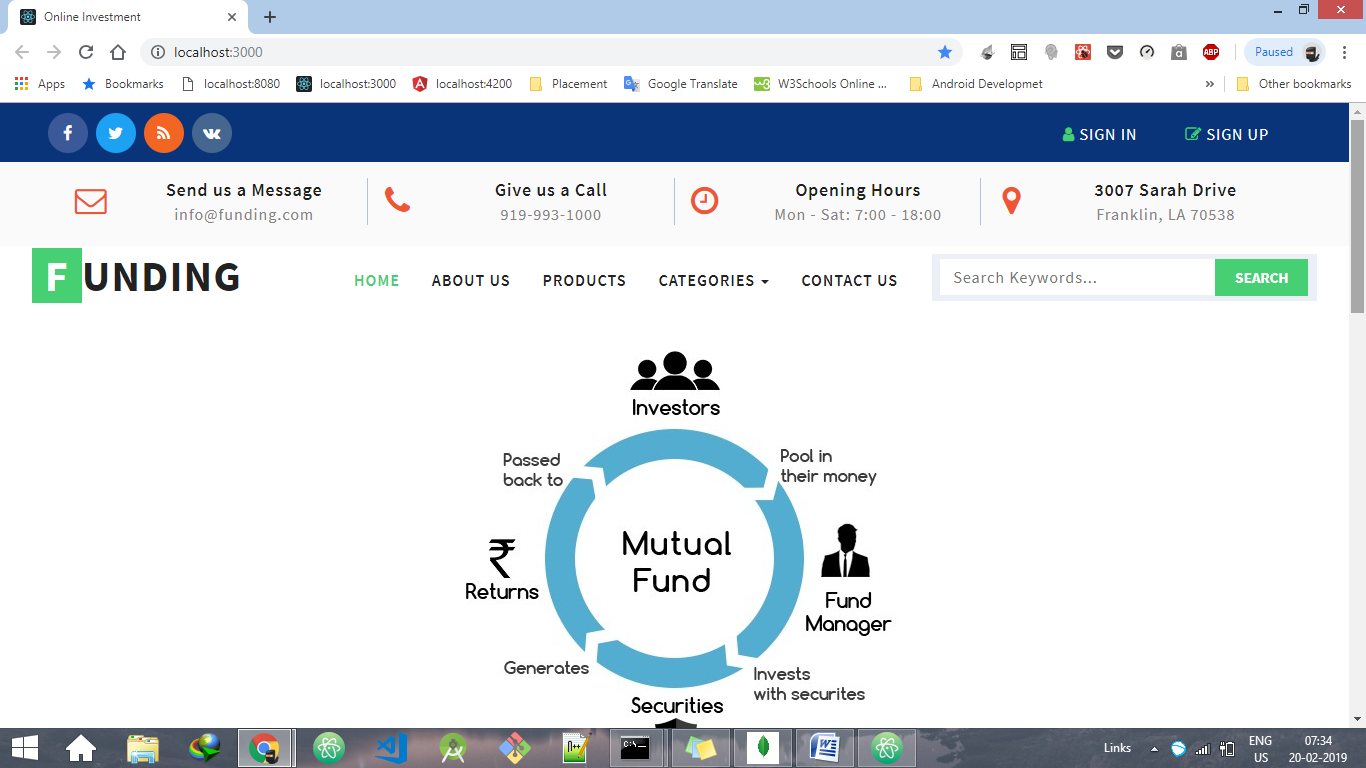 Online Investment
localhost:3000
Paused
Apps
Bookmarks
localhost:8080
localhost:3000
localhost:4200
Placement
Google Translate
W3Schools Online ...
Android Developmet
»
Other bookmarks
ABP
SIGN IN
SIGN UP
Send us a Message
info@funding.com
Give us a Call
919-993-1000
Opening Hours
Mon - Sat: 7:00 - 18:00
3007 Sarah Drive
Franklin, LA 70538
FUNDING
HOME
ABOUT US
PRODUCTS
CATEGORIES
CONTACT US
Search Keywords...
SEARCH
Investors
Passed
back to
Pool in
their money
Mutual
Fund
₹
Returns
Fund
Manager
Generates
Invests
with securites
Securities
Links
ENG
US
07:34
20-02-2019